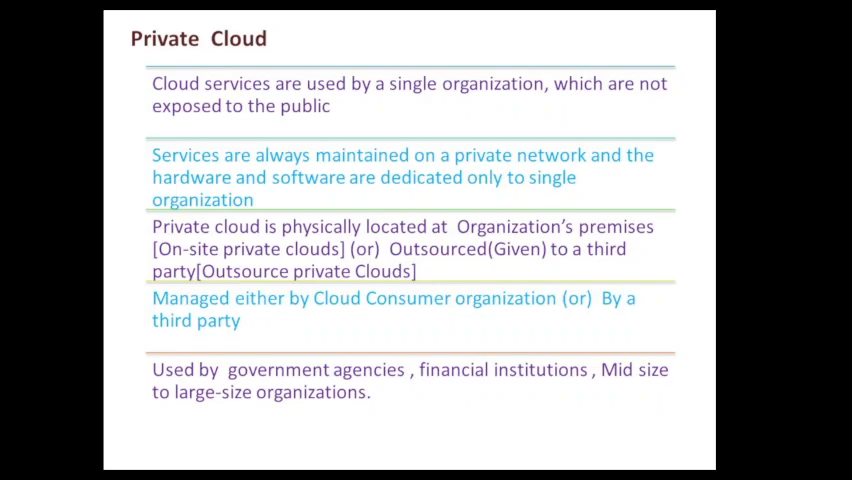 Private Cloud
Cloud services are used by a single organization, which are not
exposed to the public
Services are always maintained on a private network and the
hardware and software are dedicated only to single
organization
Private cloud is physically located at Organization’s premises
[On-site private clouds] (or) Outsourced(Given) to a third
party[Outsource private Clouds]
Managed either by Cloud Consumer organization (or) By a
third party
Used by government agencies , financial institutions , Mid size
to large-size organizations.